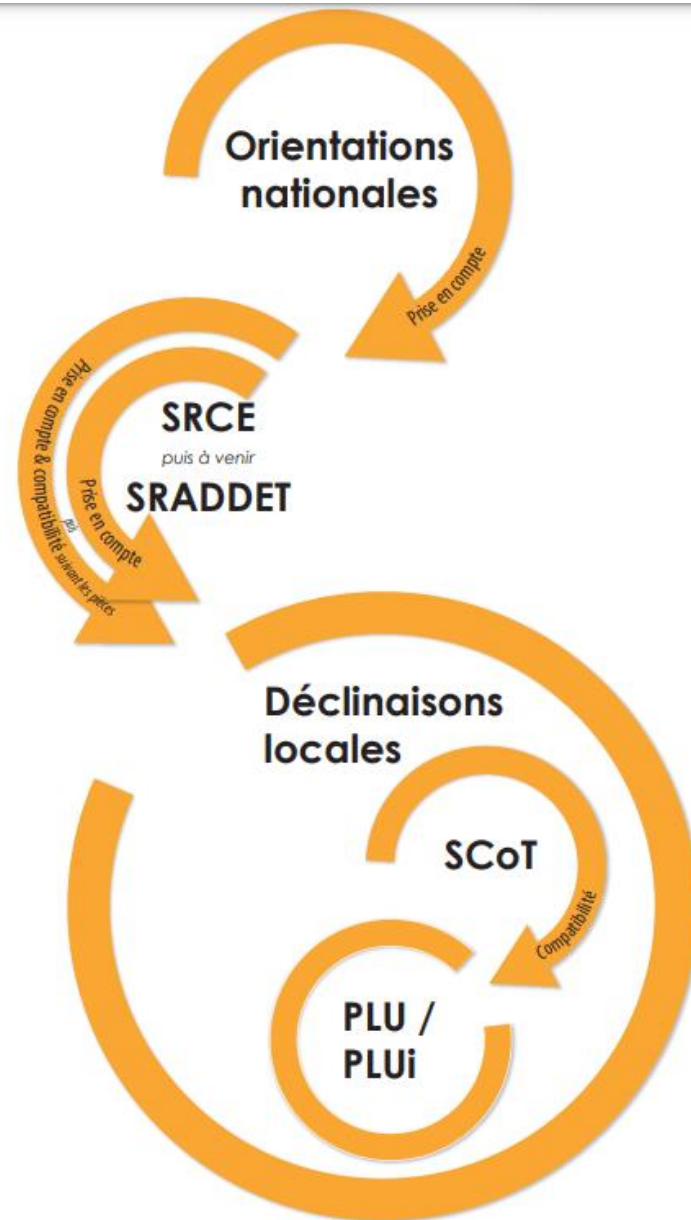 Orientations
nationales
Prise en compte
Prise en compte & compatibilité suivant les pièces
puis
Prise en compte
SRCE
puis à venir
SRADDET
Déclinaisons
locales
SCoT
Compatibilité
PLU /
PLUi